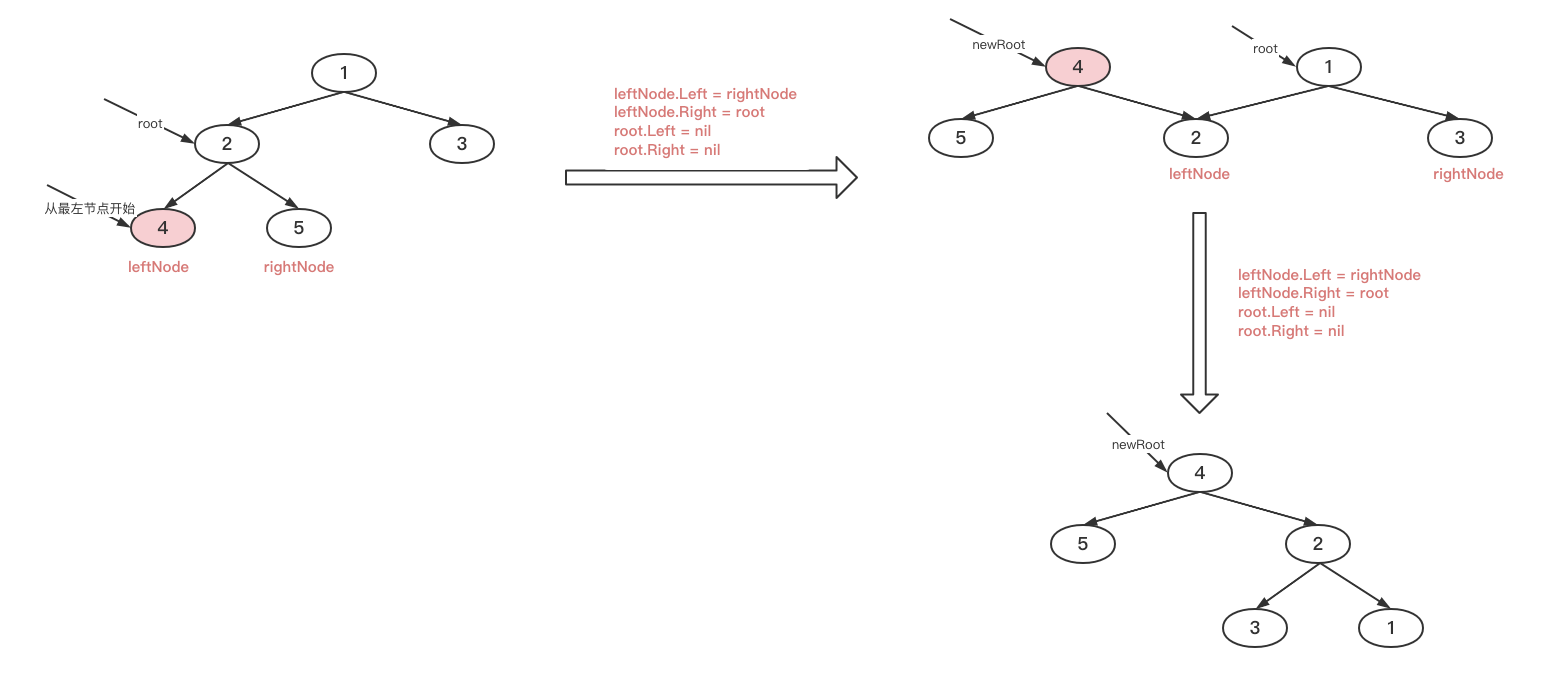 1
root
2
3
从最左节点开始
4
5
leftNode
rightNode
leftNode.Left = rightNode
leftNode.Right = root
root.Left = nil
root.Right = nil
newRoot
root
4
1
5
2
3
leftNode
rightNode
leftNode.Left = rightNode
leftNode.Right = root
root.Left = nil
root.Right = nil
newRoot
4
5
2
3
1